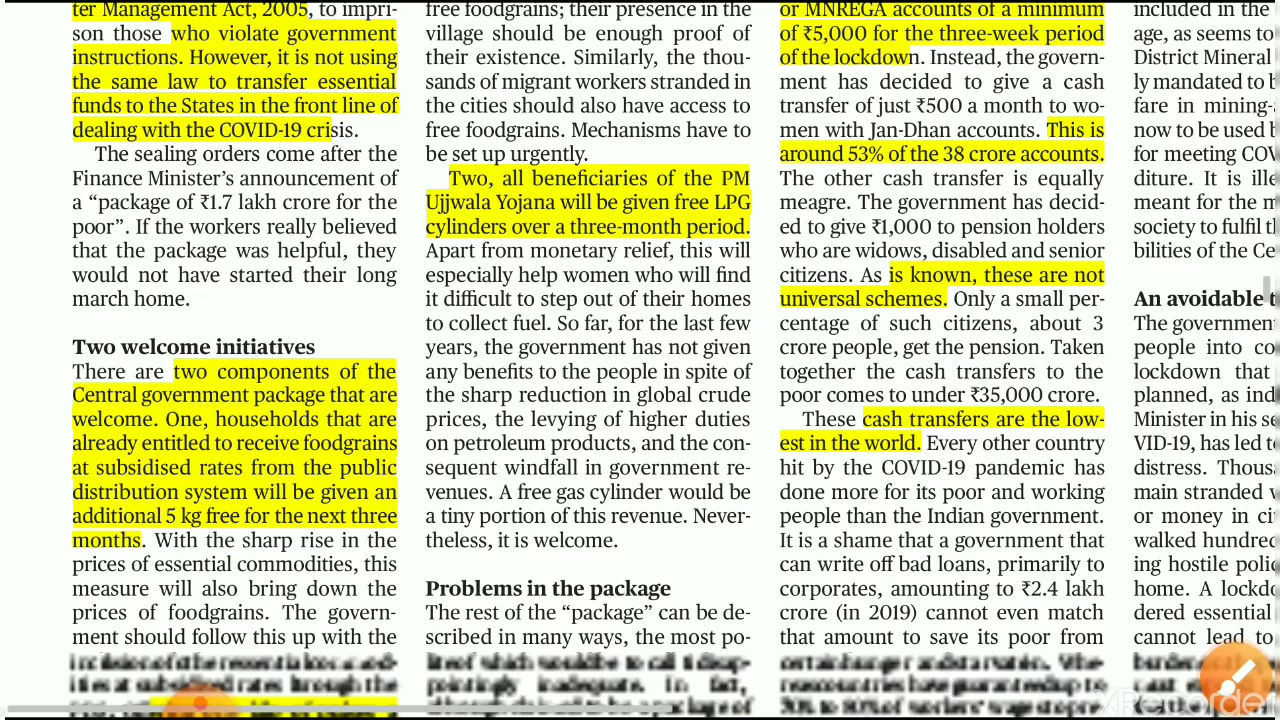 ter Management Act, 2005, to impri-
son those who violate government
instructions. However, it is not using
the same law to transfer essential
funds to the States in the front line of
dealing with the COVID-19 crisis.
The sealing orders come after the
Finance Minister’s announcement of
a “package of ₹1.7 lakh crore for the
poor”. If the workers really believed
that the package was helpful, they
would not have started their long
march home.
Two welcome initiatives
There are two components of the
Central government package that are
welcome. One, households that are
already entitled to receive foodgrains
at subsidised rates from the public
distribution system will be given an
additional 5 kg free for the next three
months. With the sharp rise in the
prices of essential commodities, this
measure will also bring down the
prices of foodgrains. The govern-
ment should follow this up with the
free foodgrains; their presence in the
village should be enough proof of
their existence. Similarly, the thou-
sands of migrant workers stranded in
the cities should also have access to
free foodgrains. Mechanisms have to
be set up urgently.
Two, all beneficiaries of the PM
Ujjwala Yojana will be given free LPG
cylinders over a three-month period.
Apart from monetary relief, this will
especially help women who will find
it difficult to step out of their homes
to collect fuel. So far, for the last few
years, the government has not given
any benefits to the people in spite of
the sharp reduction in global crude
prices, the levying of higher duties
on petroleum products, and the con-
sequent windfall in government re-
venues. A free gas cylinder would be
a tiny portion of this revenue. Never-
theless, it is welcome.
Problems in the package
The rest of the “package” can be de-
scribed in many ways, the most po-
or MNREGA accounts of a minimum
of ₹5,000 for the three-week period
of the lockdown. Instead, the govern-
ment has decided to give a cash
transfer of just ₹500 a month to wo-
men with Jan-Dhan accounts. This is
around 53% of the 38 crore accounts.
The other cash transfer is equally
meagre. The government has decid-
ed to give ₹1,000 to pension holders
who are widows, disabled and senior
citizens. As is known, these are not
universal schemes. Only a small per-
centage of such citizens, about 3
crore people, get the pension. Taken
together the cash transfers to the
poor comes to under ₹35,000 crore.
These cash transfers are the low-
est in the world. Every other country
hit by the COVID-19 pandemic has
done more for its poor and working
people than the Indian government.
It is a shame that a government that
can write off bad loans, primarily to
corporates, amounting to ₹2.4 lakh
crore (in 2019) cannot even match
that amount to save its poor from
included in the
age, as seems to
District Mineral
ly mandated to
fare in mining-
now to be used
for meeting
diture. It is
meant for the
society to fulfil
bilities of the
An avoidable
The government
people into
lockdown that
planned, as
Minister in his
VID-19, has led
distress.
main stranded
or money in
walked
ing hostile
home. A
dered essential
cannot lead to
XRecorder